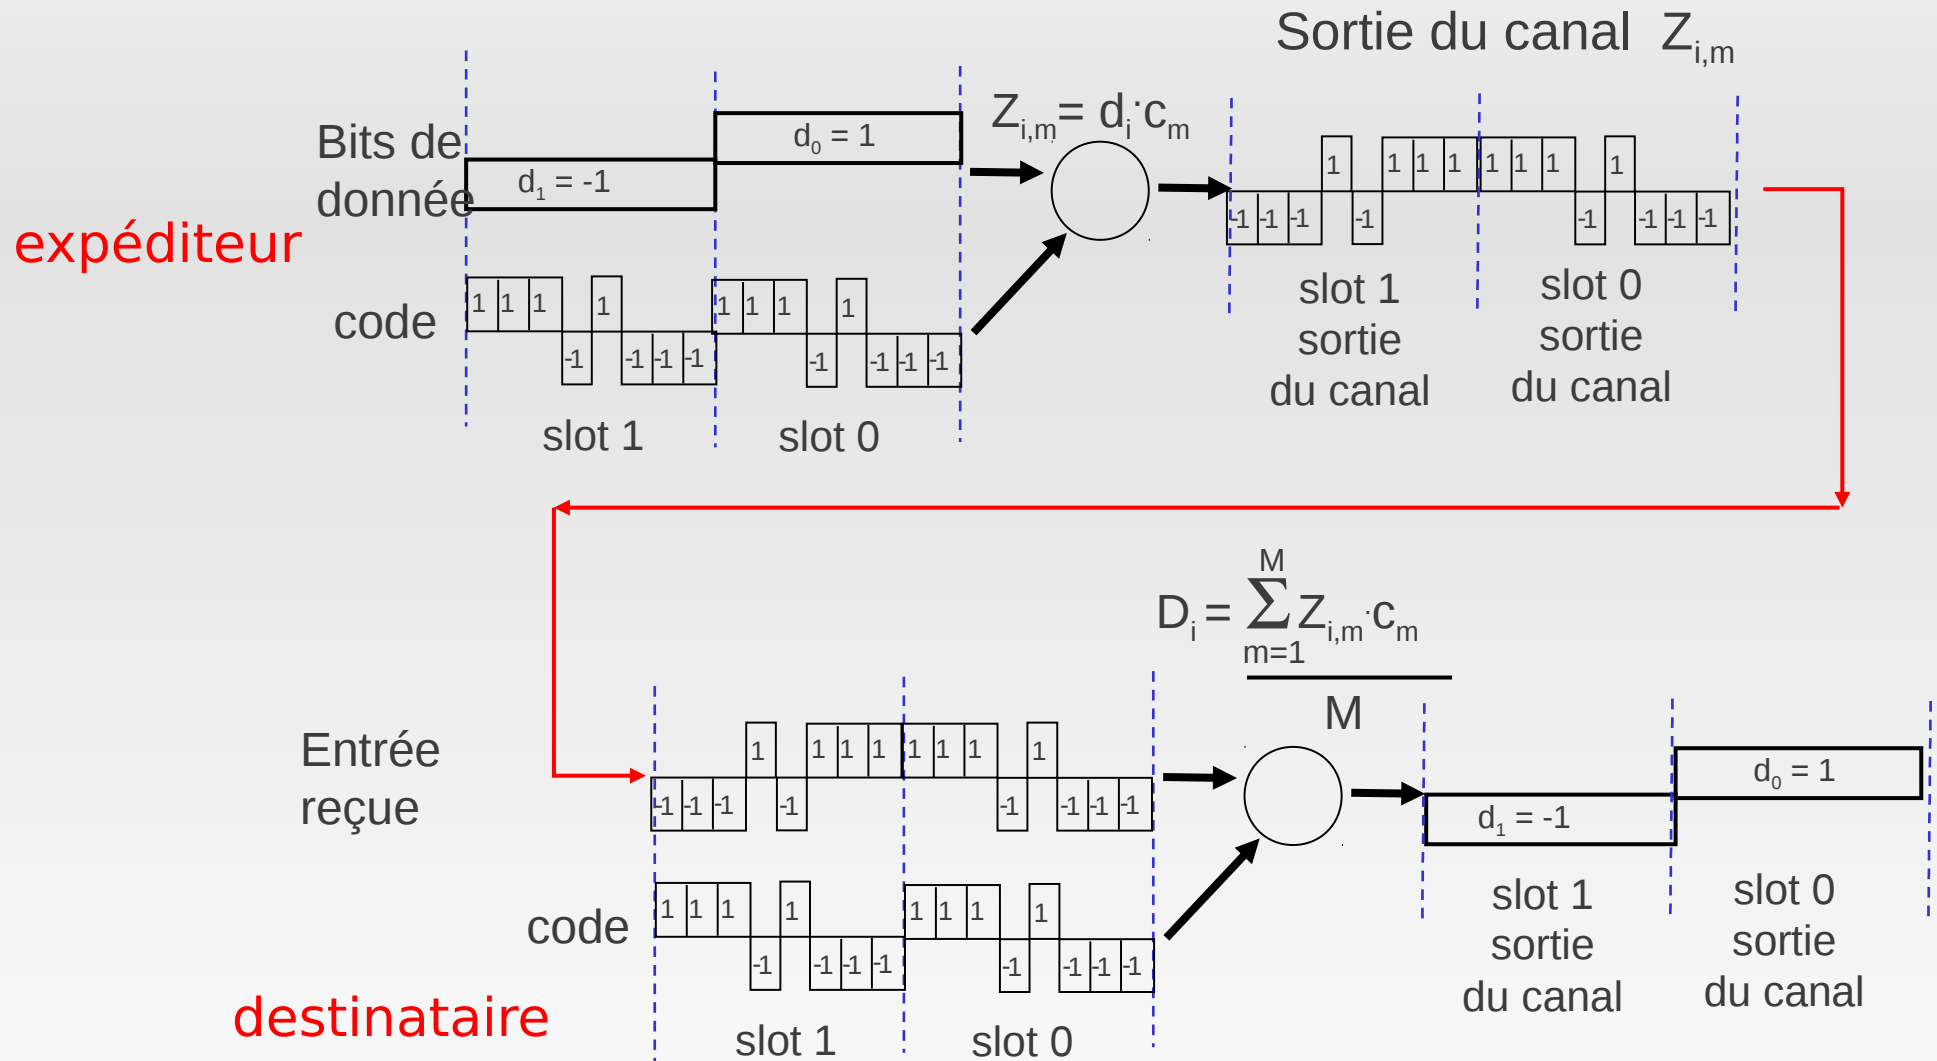 Sortie du canal Z_{i,m}
Bits de
donnée
d_1 = -1
d_0 = 1
Z_{i,m}= d_i·c_m
expéditeur
code
1 1 1 -1 1 -1 -1 -1
1 1 1 -1 1 -1 -1 -1
slot 1
slot 0
-1 -1 -1 1 -1 1 1 1
1 1 1 -1 1 -1 -1 -1
slot 1
sortie
du canal
slot 0
sortie
du canal
D_i = Σ_{m=1}^{M} Z_{i,m}·c_m
M
Entrée
reçue
-1 -1 -1 1 -1 1 1 1
1 1 1 -1 1 -1 -1 -1
code
1 1 1 -1 1 -1 -1 -1
1 1 1 -1 1 -1 -1 -1
destinataire
slot 1
slot 0
d_1 = -1
d_0 = 1
slot 1
sortie
du canal
slot 0
sortie
du canal